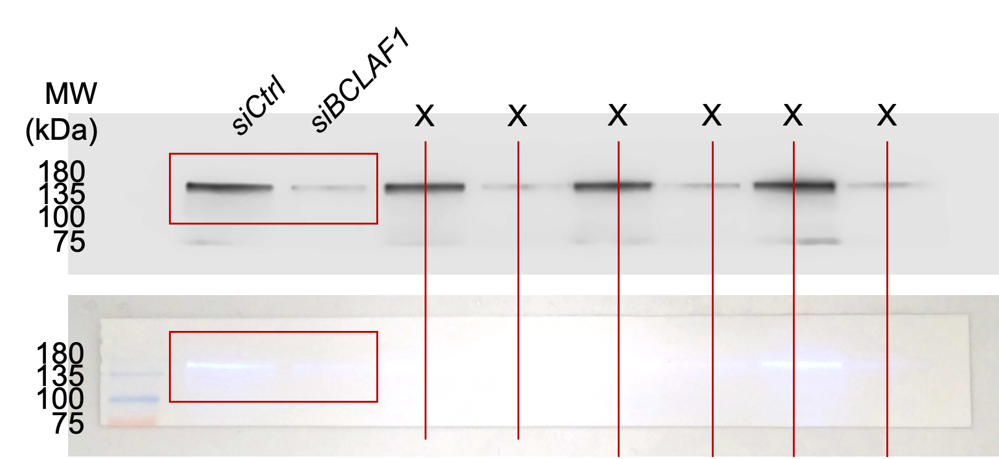 siCtrl
siBCLAF1
MW
(kDa)
X
X
X
X
X
X
180
135
100
75
180
135
100
75